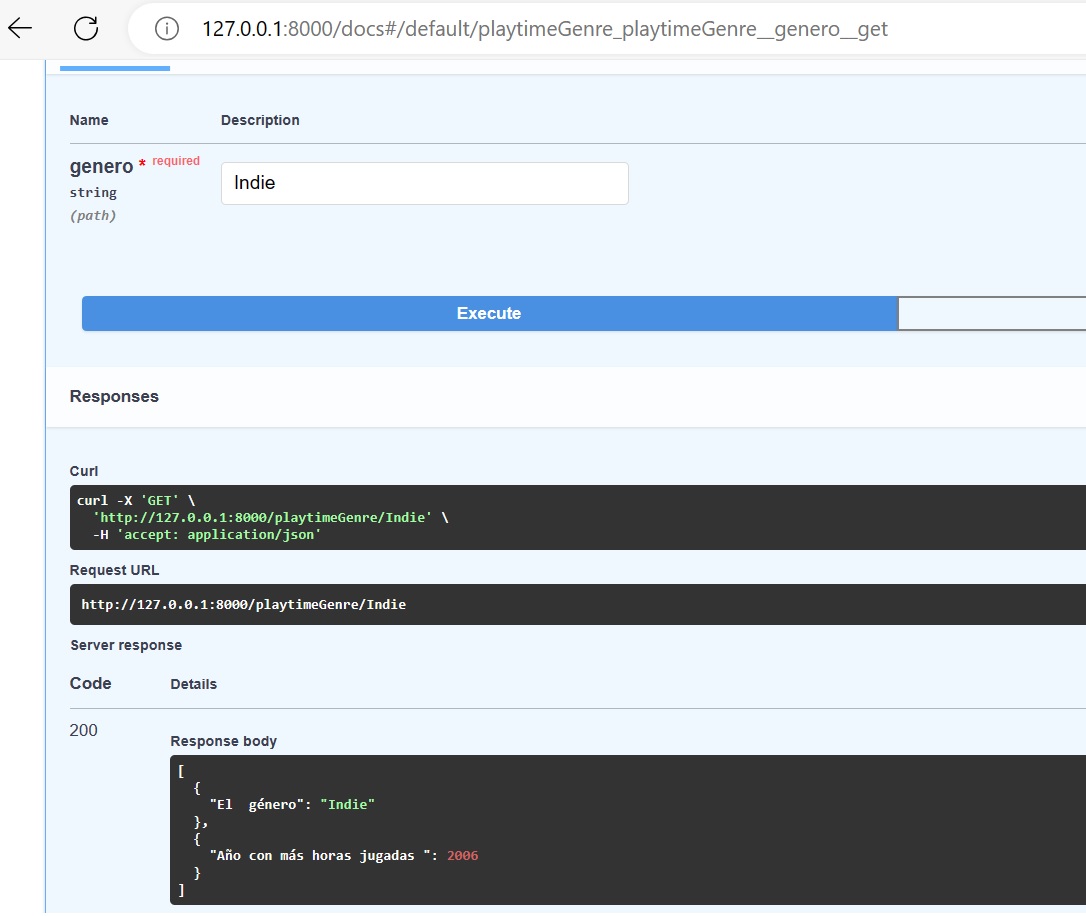 127.0.0.1:8000/docs#/default/playtimeGenre_playtimeGenre__genero__get
Name Description
genero * required
string
(path)
Indie
Execute
Responses
Curl
curl -X 'GET' \
'http://127.0.0.1:8000/playtimeGenre/Indie' \
-H 'accept: application/json'
Request URL
http://127.0.0.1:8000/playtimeGenre/Indie
Server response
Code Details
200
Response body
[
{
"El  género": "Indie"
},
{
"Año con más horas jugadas ": 2006
}
]